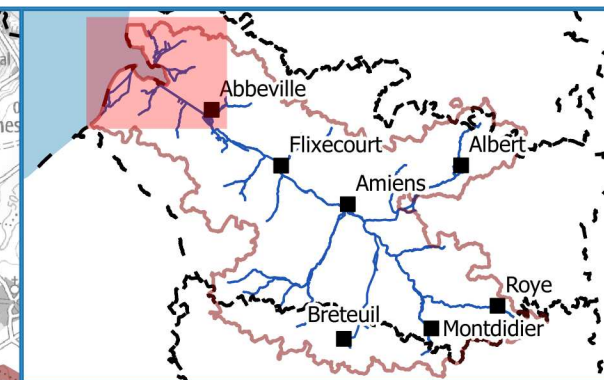 Abbeville
Flixecourt
Albert
Amiens
Roye
Breteuil
Montdidier